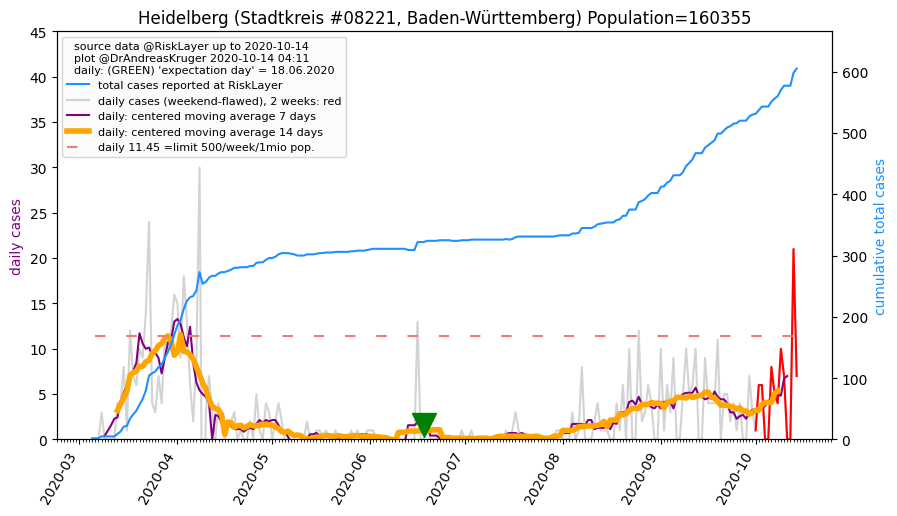 Heidelberg (Stadtkreis #08221, Baden-Württemberg) Population=160355
source data @RiskLayer up to 2020-10-14
plot @DrAndreasKruger 2020-10-14 04:11
daily: (GREEN) 'expectation day' = 18.06.2020
total cases reported at RiskLayer
daily cases (weekend-flawed), 2 weeks: red
daily: centered moving average 7 days
daily: centered moving average 14 days
daily 11.45 =limit 500/week/1mio pop.
daily cases
45
40
35
30
25
20
15
10
5
0
2020-03
2020-04
2020-05
2020-06
2020-07
2020-08
2020-09
2020-10
600
500
400
300
200
100
0
cumulative total cases